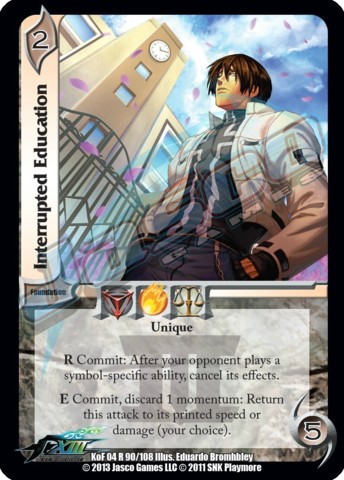 2
Interrupted Education
Foundation
Unique
R Commit: After your opponent plays a
symbol-specific ability, cancel its effects.
E Commit, discard 1 momentum: Return
this attack to its printed speed or
damage (your choice).
5
XIII
KoF 04 R 90/108 Illus. Eduardo Bromhbley
© 2013 Jasco Games LLC © 2011 SNK Playmore